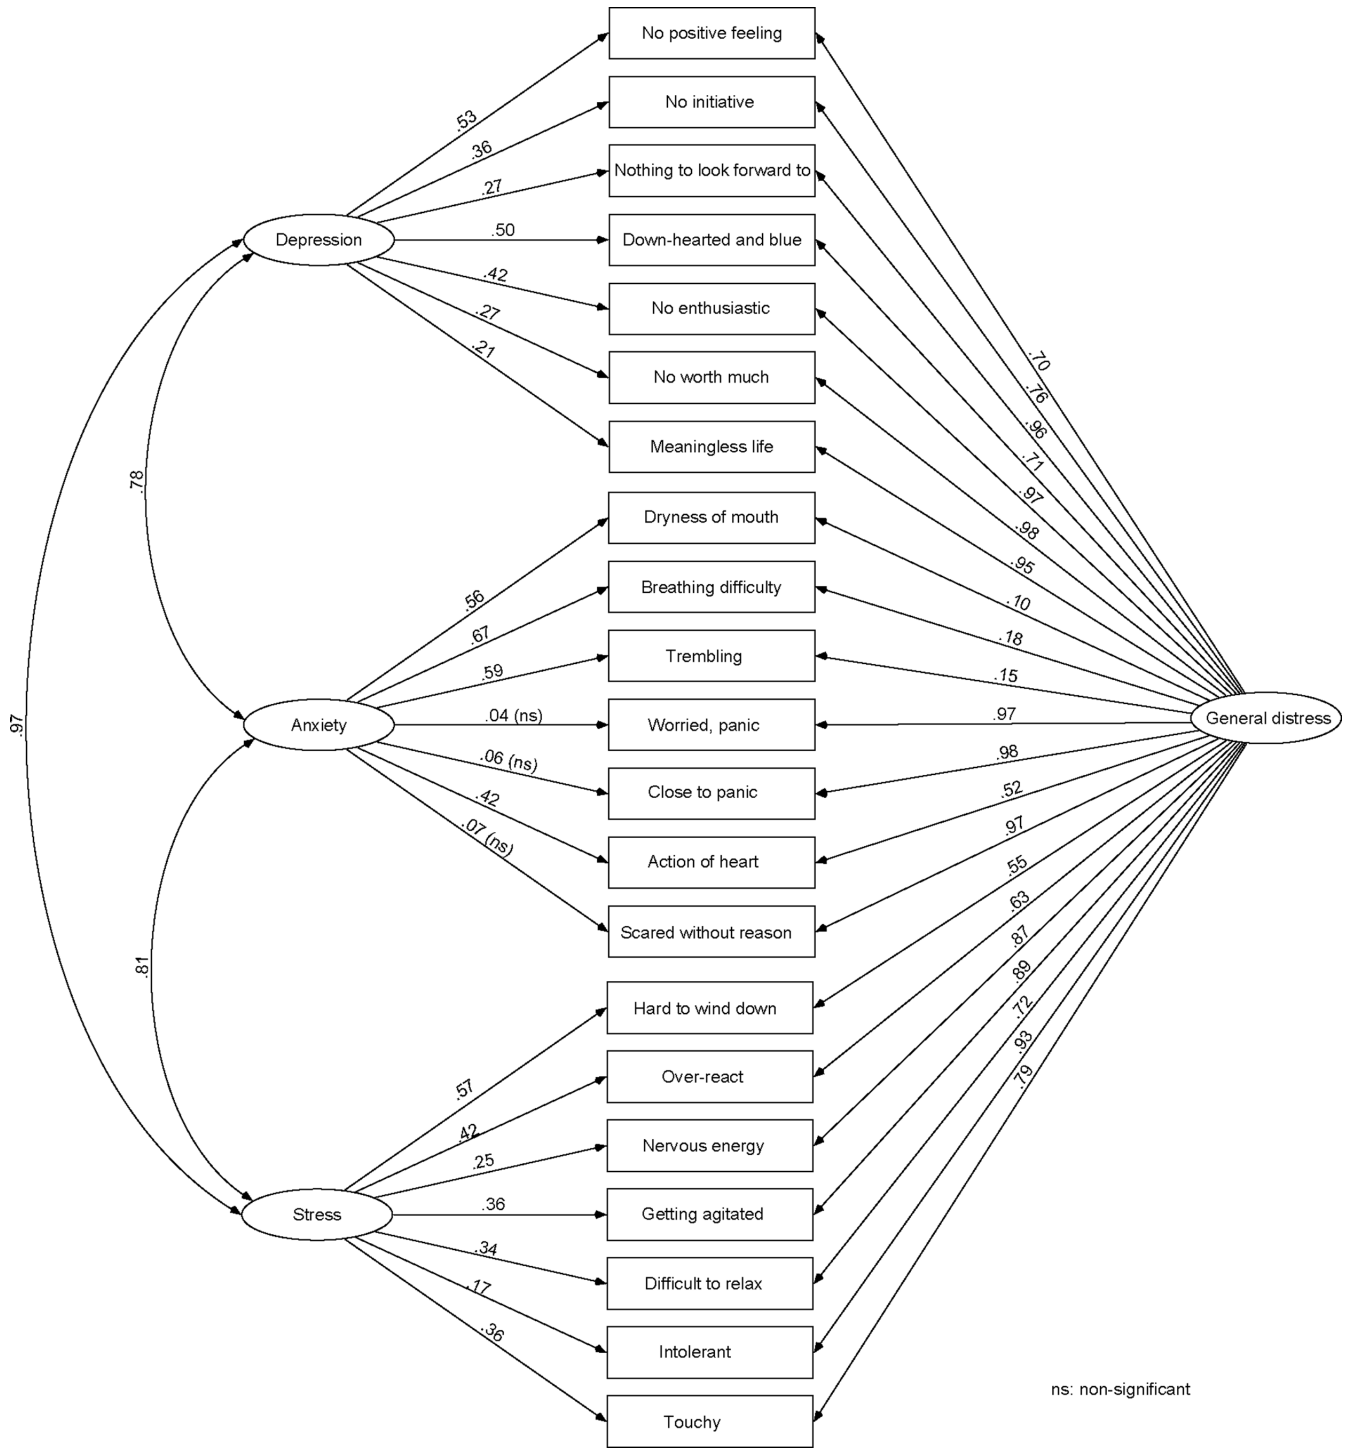 No positive feeling
No initiative
Nothing to look forward to
Down-hearted and blue
No enthusiastic
No worth much
Meaningless life
Dryness of mouth
Breathing difficulty
Trembling
Worried, panic
Close to panic
Action of heart
Scared without reason
Hard to wind down
Over-react
Nervous energy
Getting agitated
Difficult to relax
Intolerant
Touchy
Depression
.53
.36
.27
.50
.42
.27
.21
Anxiety
.56
.67
.59
.04 (ns)
.06 (ns)
.42
.07 (ns)
Stress
.57
.42
.25
.36
.34
.17
.36
.97
.78
.81
General distress
.70
.76
.96
.71
.97
.98
.95
.10
.18
.15
.97
.98
.52
.97
.55
.63
.87
.89
.72
.93
.79
ns: non-significant